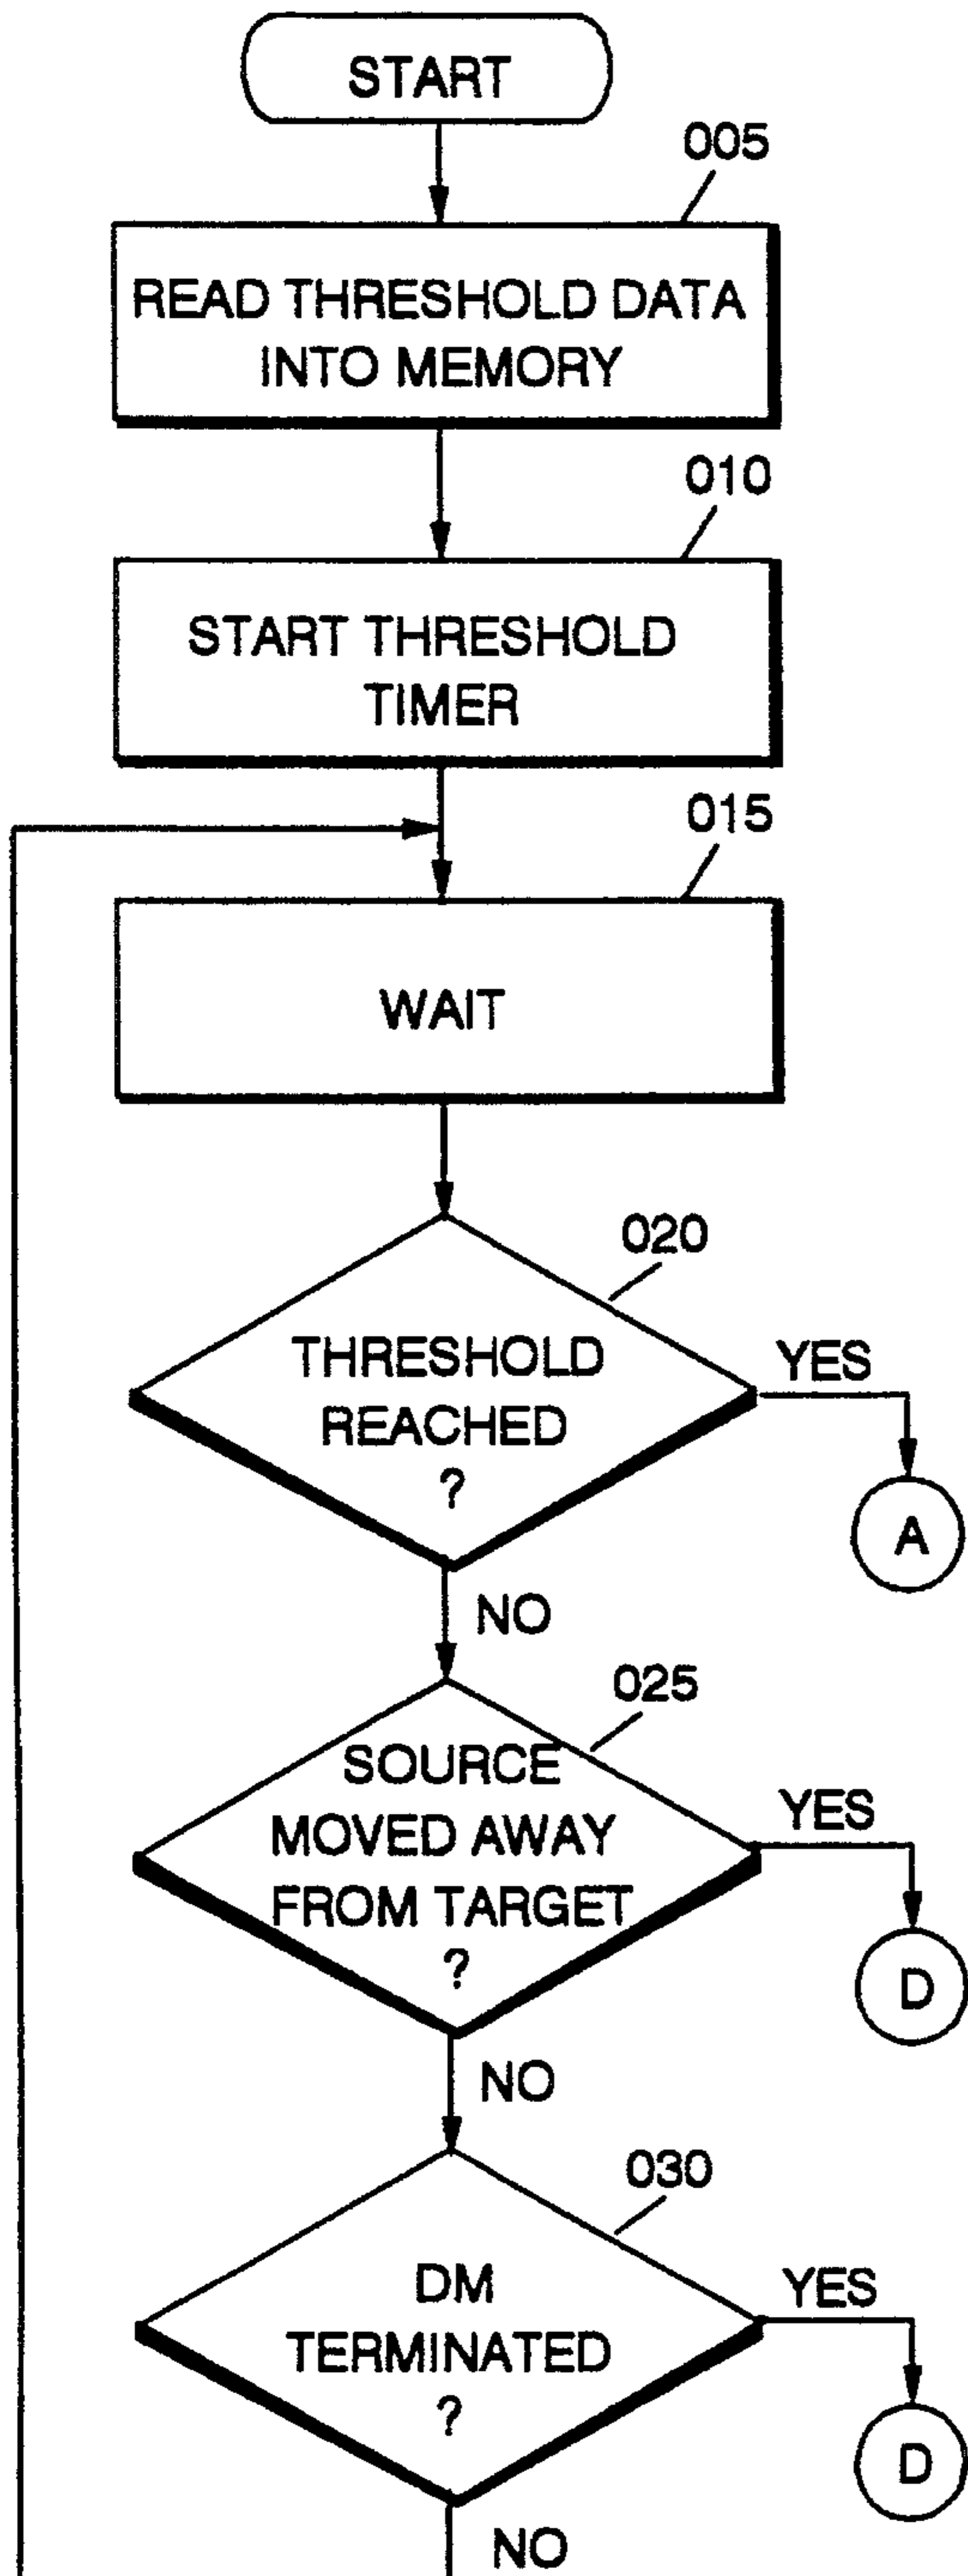 START
005
READ THRESHOLD DATA
INTO MEMORY
010
START THRESHOLD
TIMER
015
WAIT
020
THRESHOLD
REACHED
?
YES
A
NO
025
SOURCE
MOVED AWAY
FROM TARGET
?
YES
D
NO
030
DM
TERMINATED
?
YES
D
NO